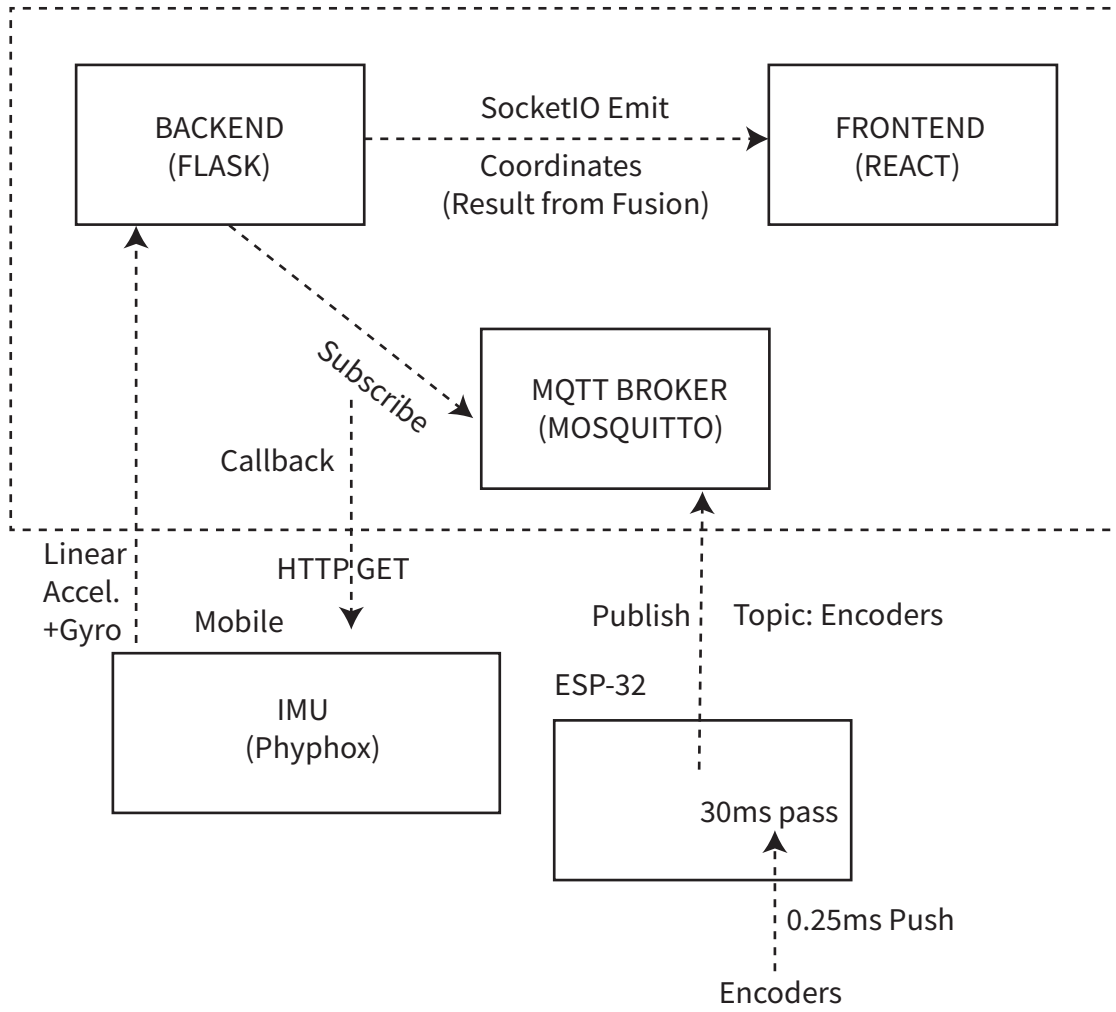 BACKEND
(FLASK)
SocketIO Emit
Coordinates
(Result from Fusion)
FRONTEND
(REACT)
Subscribe
MQTT BROKER
(MOSQUITTO)
Callback
HTTP GET
Linear
Accel.
+Gyro
Mobile
IMU
(Phyphox)
Publish
Topic: Encoders
ESP-32
30ms pass
0.25ms Push
Encoders